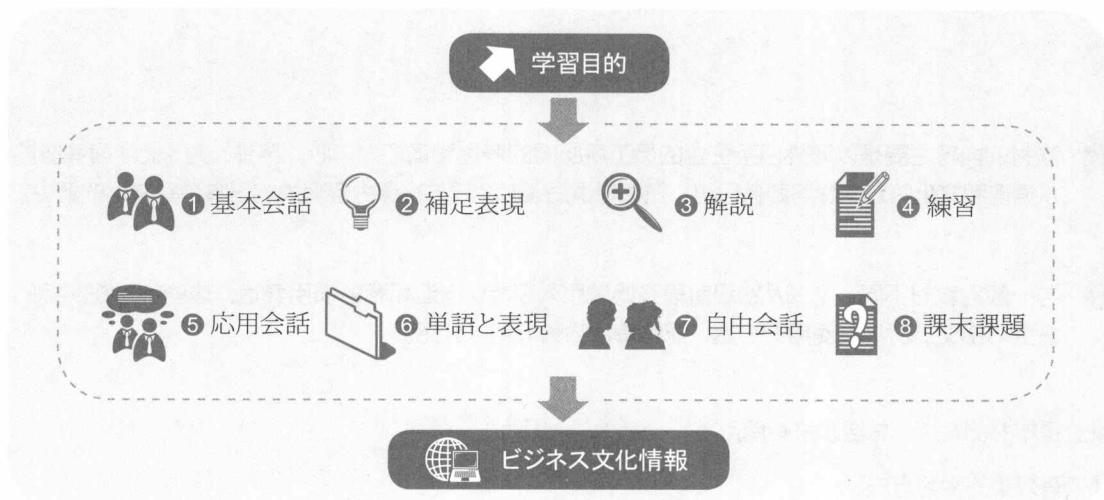 学習目的
❶ 基本会話 ❷ 補足表現 ❸ 解説 ❹ 練習
❺ 応用会話 ❻ 単語と表現 ❼ 自由会話 ❽ 課末課題
ビジネス文化情報